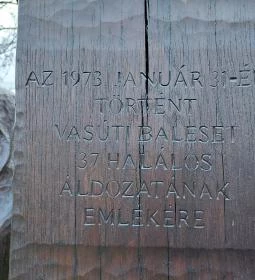 AZ 1973 JANUÁR 31-É
TÖRTÉNT
VASÚTI BALESET
37 HALÁLOS
ÁLDOZATÁNAK
EMLÉKÉRE